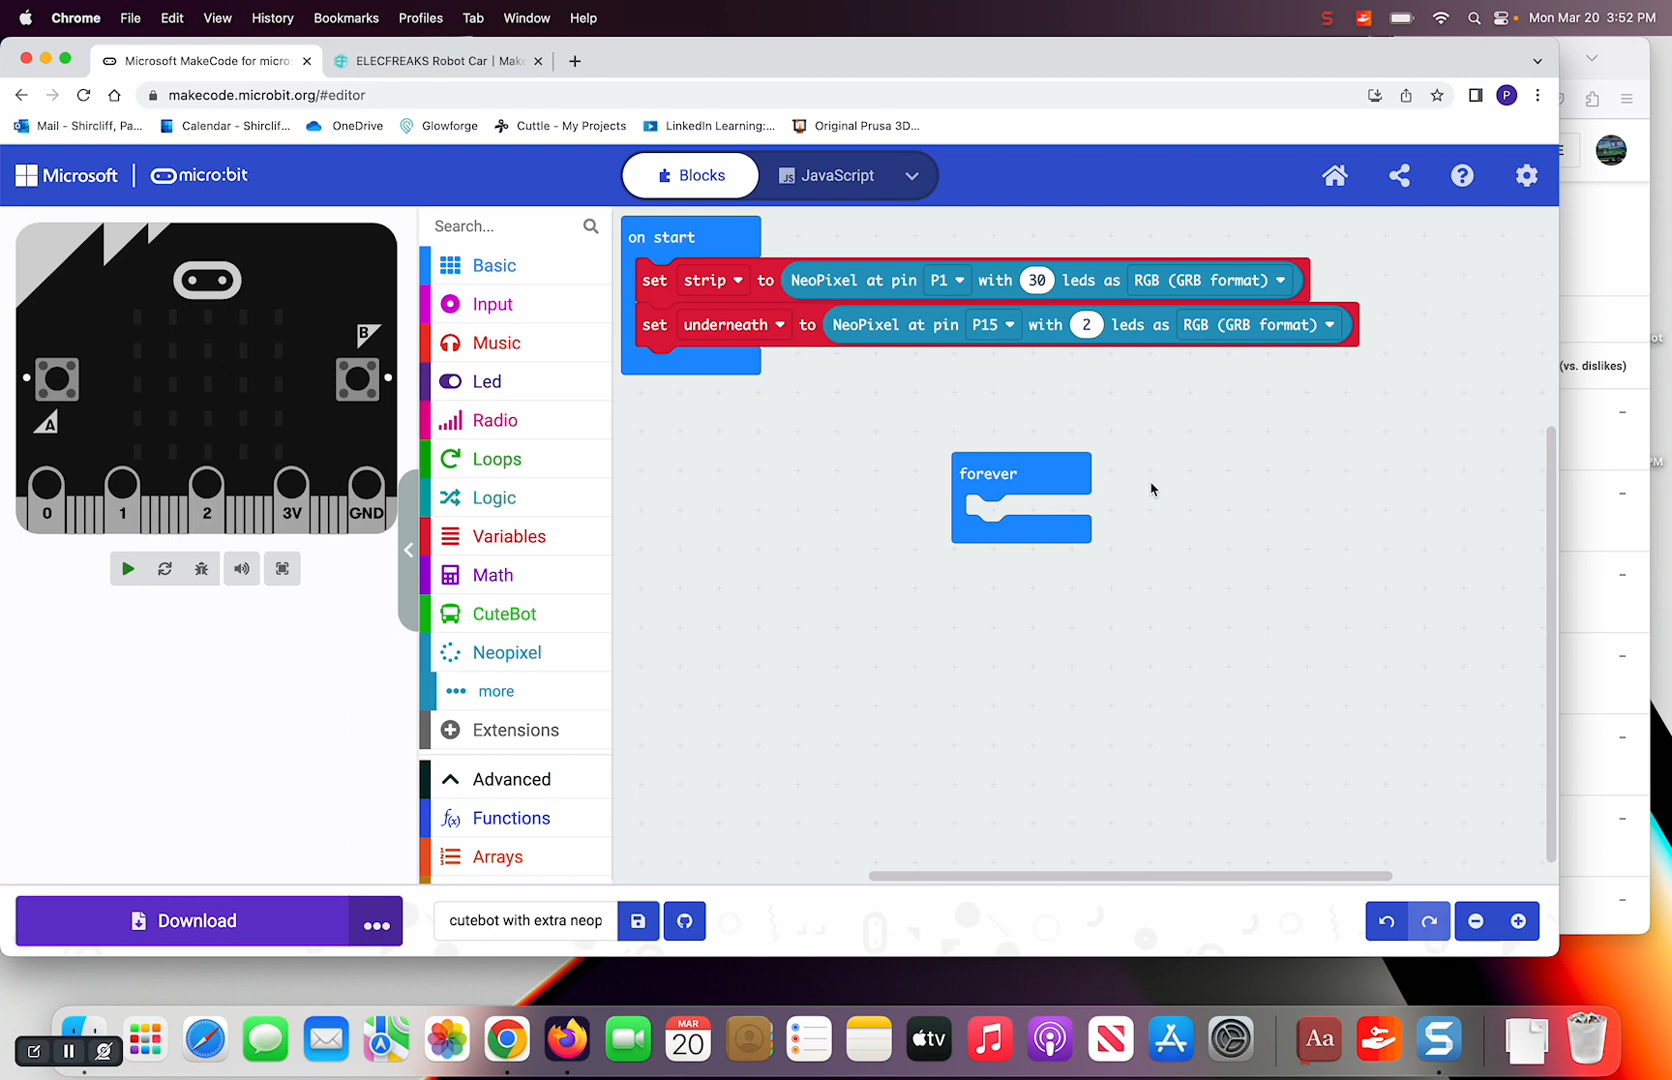 Chrome File Edit View History Bookmarks Profiles Tab Window Help
S
Mon Mar 20 3:52 PM
Microsoft MakeCode for micro:
ELECFREAKS Robot Car | Make
makecode.microbit.org/#editor
P
Mail - Shircliff, Pa...
Calendar - Shirclif...
OneDrive
Glowforge
Cuttle - My Projects
LinkedIn Learning:...
Original Prusa 3D...
Microsoft
micro:bit
Blocks
JS JavaScript
Search...
Basic
Input
Music
Led
Radio
Loops
Logic
Variables
Math
CuteBot
Neopixel
more
Extensions
Advanced
f(x) Functions
Arrays
B
A
0 1 2 3V GND
on start
set strip to NeoPixel at pin P1 with 30 leds as RGB (GRB format)
set underneath to NeoPixel at pin P15 with 2 leds as RGB (GRB format)
forever
(vs. dislikes)
Download
cutebot with extra neop
MAR
20
tv
Aa
S